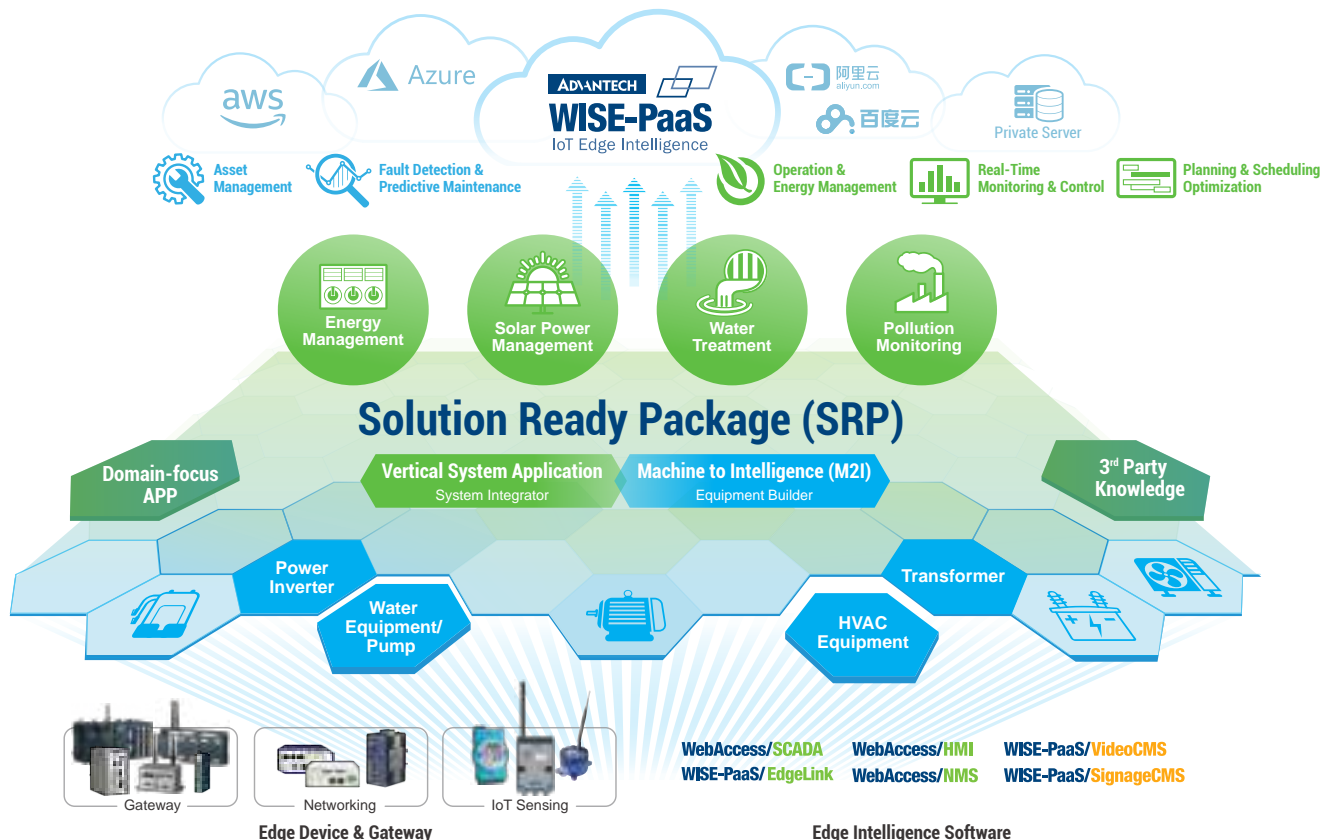 aws
Azure
ADVANTECH
WISE-PaaS
IoT Edge Intelligence
阿里云
aliyun.com
百度云
Private Server
Asset
Management
Fault Detection &
Predictive Maintenance
Operation &
Energy Management
Real-Time
Monitoring & Control
Planning & Scheduling
Optimization
Energy
Management
Solar Power
Management
Water
Treatment
Pollution
Monitoring
Solution Ready Package (SRP)
Domain-focus
APP
Vertical System Application
System Integrator
Machine to Intelligence (M2I)
Equipment Builder
3rd Party
Knowledge
Power
Inverter
Water
Equipment/
Pump
Transformer
HVAC
Equipment
Gateway
Networking
IoT Sensing
Edge Device & Gateway
WebAccess/SCADA
WebAccess/HMI
WISE-PaaS/VideoCMS
WISE-PaaS/EdgeLink
WebAccess/NMS
WISE-PaaS/SignageCMS
Edge Intelligence Software